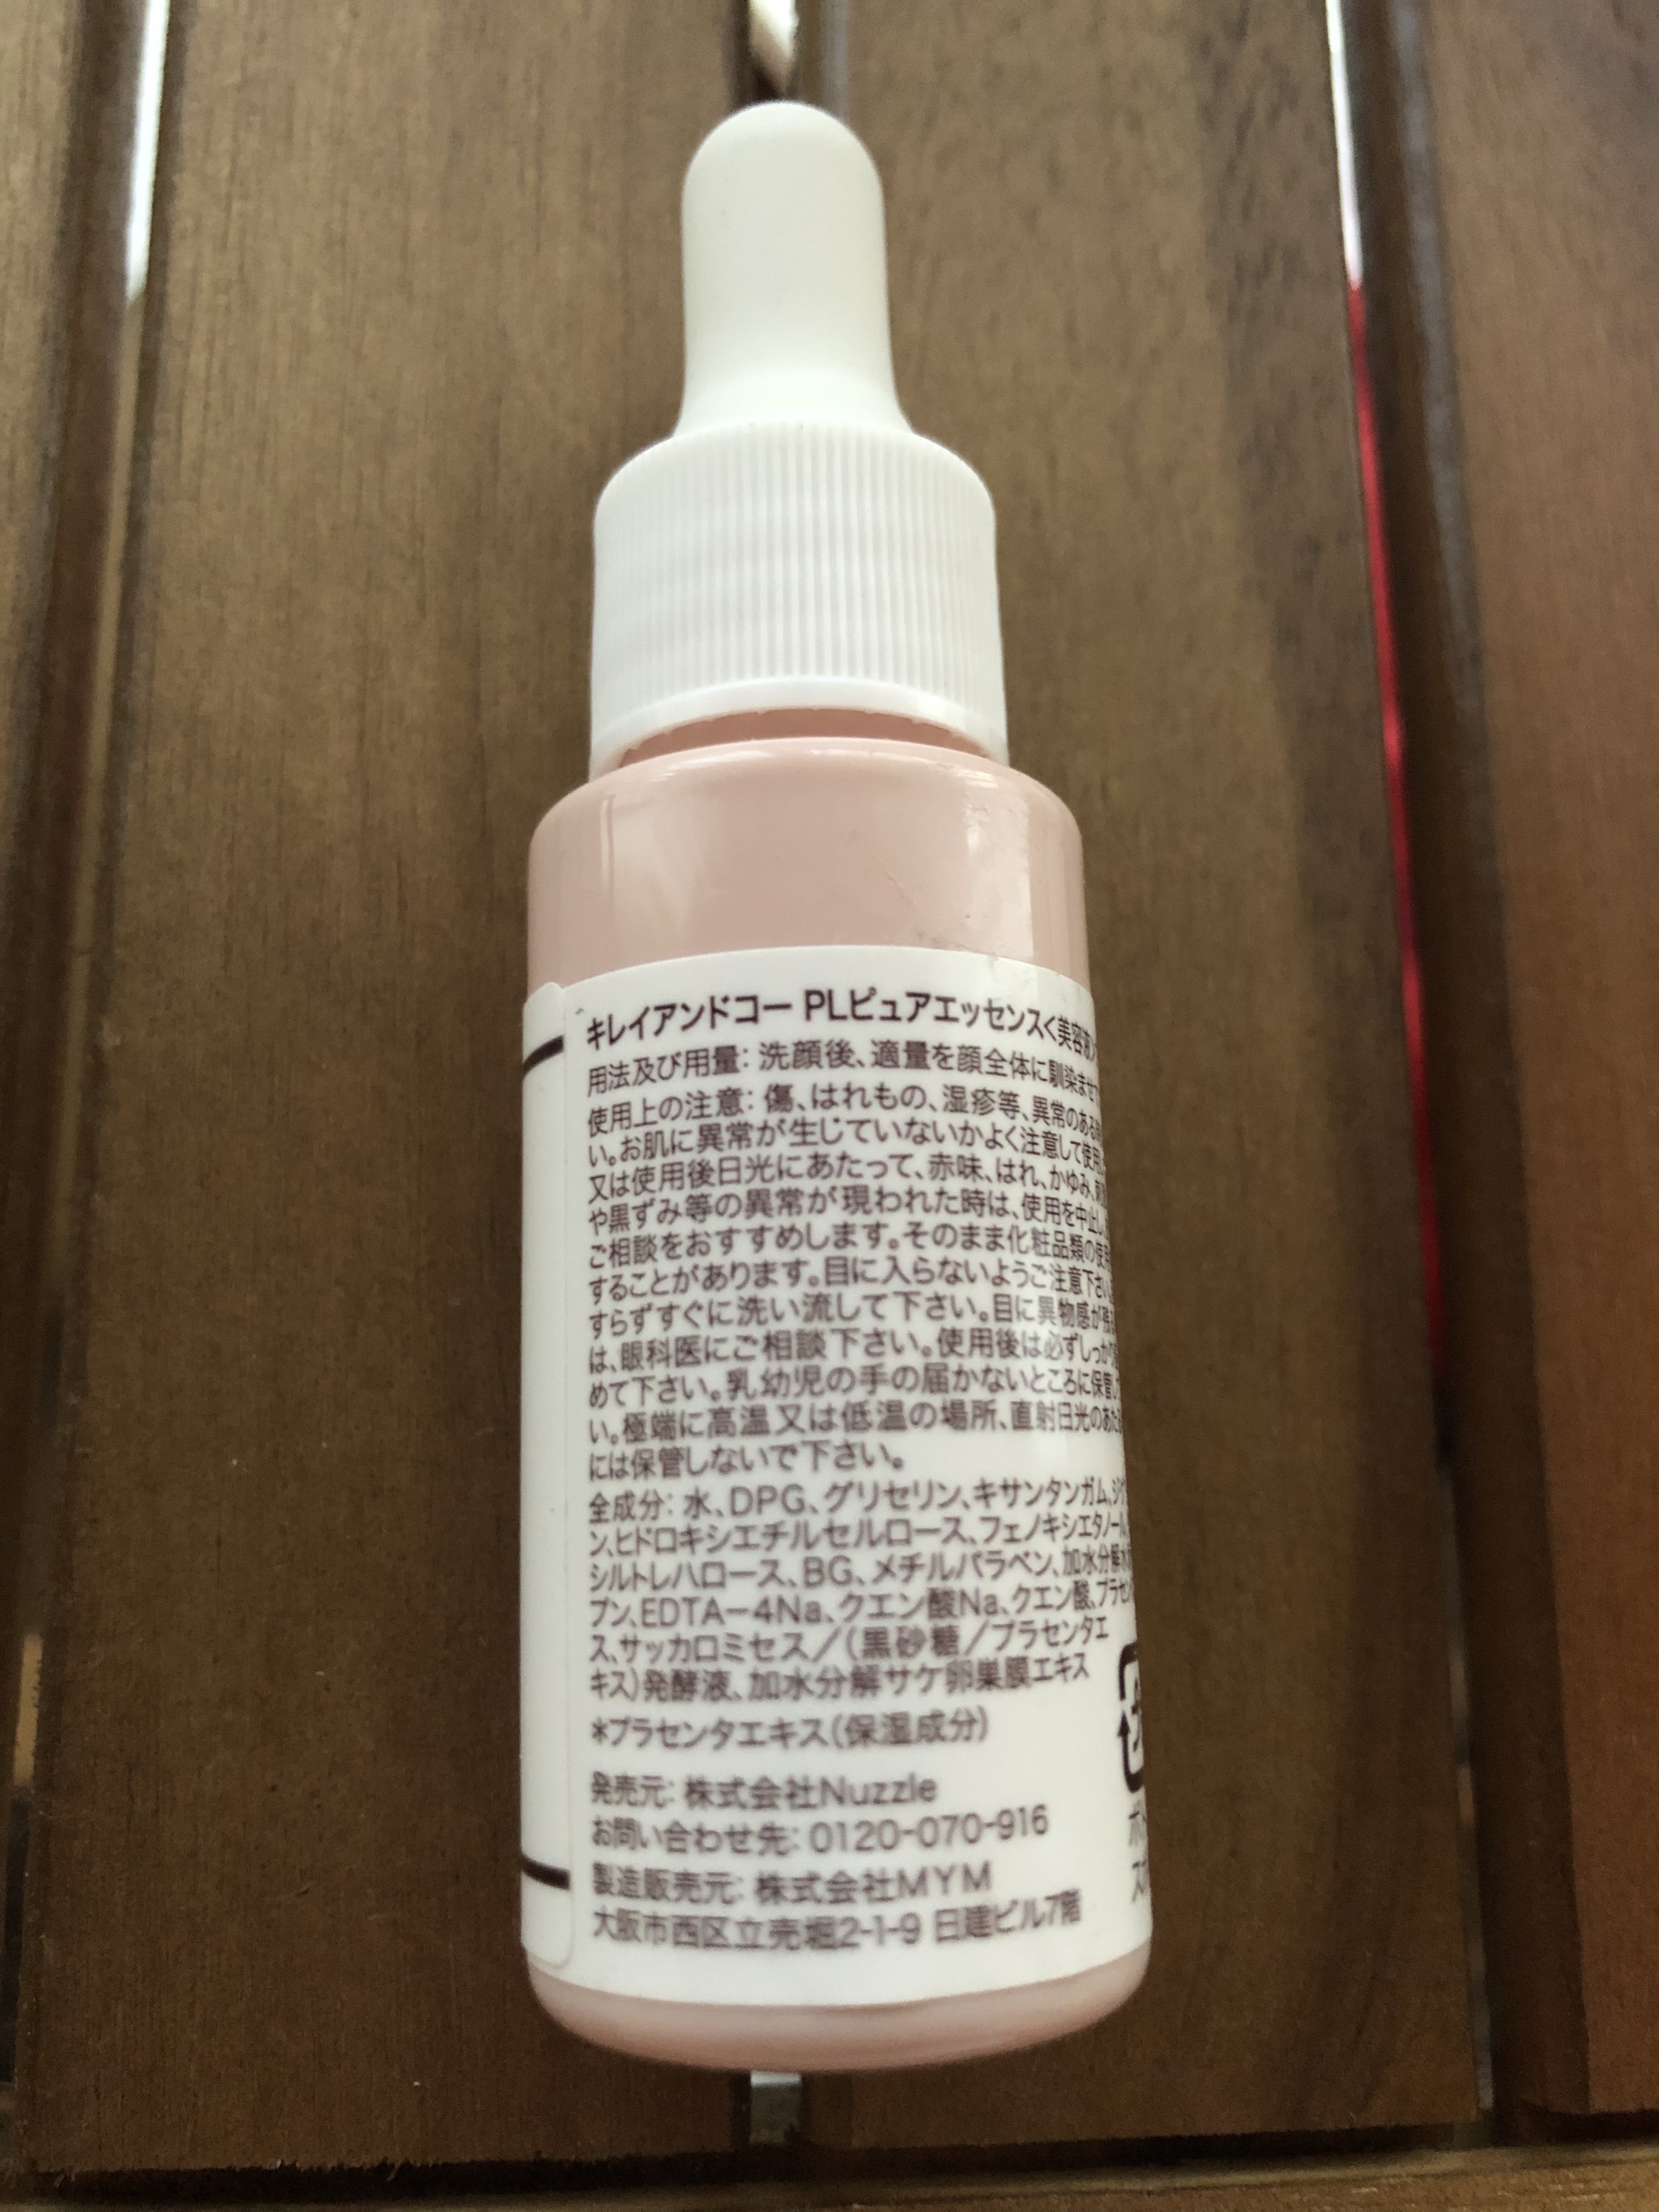 キレイアンドコー PLピュアエッセンス<美容液>
用法及び用量：洗顔後、適量を顔全体に馴染ませ
使用上の注意：傷、はれもの、湿疹等、異常のある
い。お肌に異常が生じていないかよく注意して使用し
又は使用後日光にあたって、赤味、はれ、かゆみ、刺
や黒ずみ等の異常が現われた時は、使用を中止し
ご相談をおすすめします。そのまま化粧品類の使用
することがあります。目に入らないようご注意下さい
すらずすぐに洗い流して下さい。目に異物感が残
は、眼科医にご相談下さい。使用後は必ずしっかり
めて下さい。乳幼児の手の届かないところに保管し
い。極端に高温又は低温の場所、直射日光のあた
には保管しないで下さい。
全成分：水、DPG、グリセリン、キサンタンガム、ジグ
ン、ヒドロキシエチルセルロース、フェノキシエタノール、
シルトレハロース、BG、メチルパラベン、加水分解水
プン、EDTA－4Na、クエン酸Na、クエン酸、プラセン
ス、サッカロミセス／（黒砂糖／プラセンタエ
キス）発酵液、加水分解サケ卵巣膜エキス
*プラセンタエキス（保湿成分）
発売元：株式会社Nuzzle
お問い合わせ先：0120-070-916
製造販売元：株式会社MYM
大阪市西区立売堀2-1-9 日建ビル7階